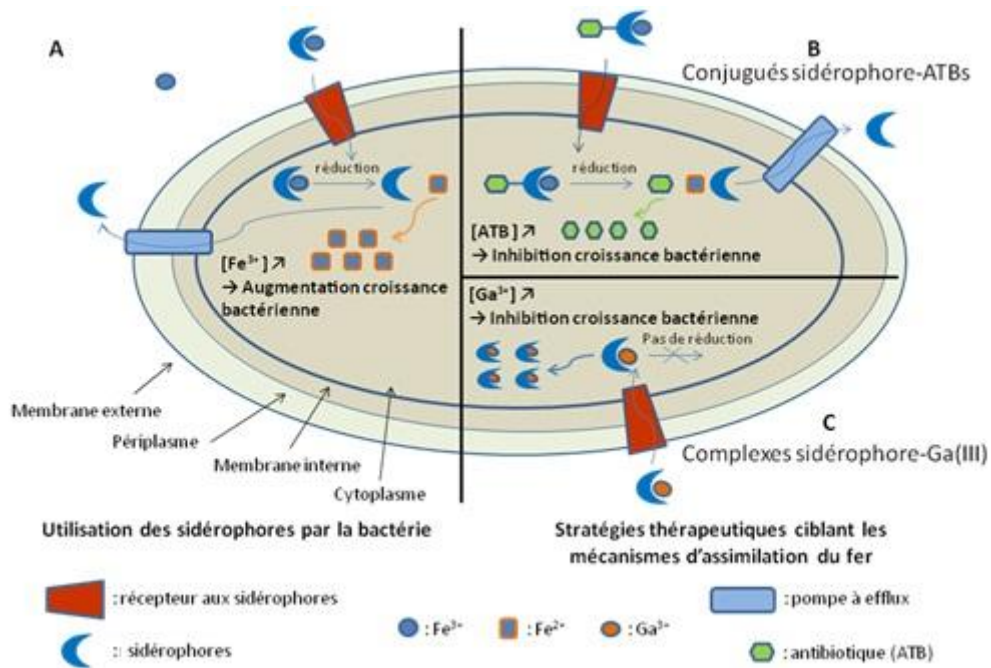 A
B
Conjugués sidérophore-ATBs
réduction
réduction
[Fe³⁺] ↗
→ Augmentation croissance
bactérienne
[ATB] ↗
→ Inhibition croissance bactérienne
[Ga³⁺] ↗
→ Inhibition croissance bactérienne
Pas de réduction
Membrane externe
Périplasme
Membrane interne
Cytoplasme
C
Complexes sidérophore-Ga(III)
Utilisation des sidérophores par la bactérie
Stratégies thérapeutiques ciblant les
mécanismes d'assimilation du fer
: récepteur aux sidérophores
: Fe³⁺
: Fe²⁺
: Ga³⁺
: pompe à efflux
: sidérophores
: antibiotique (ATB)